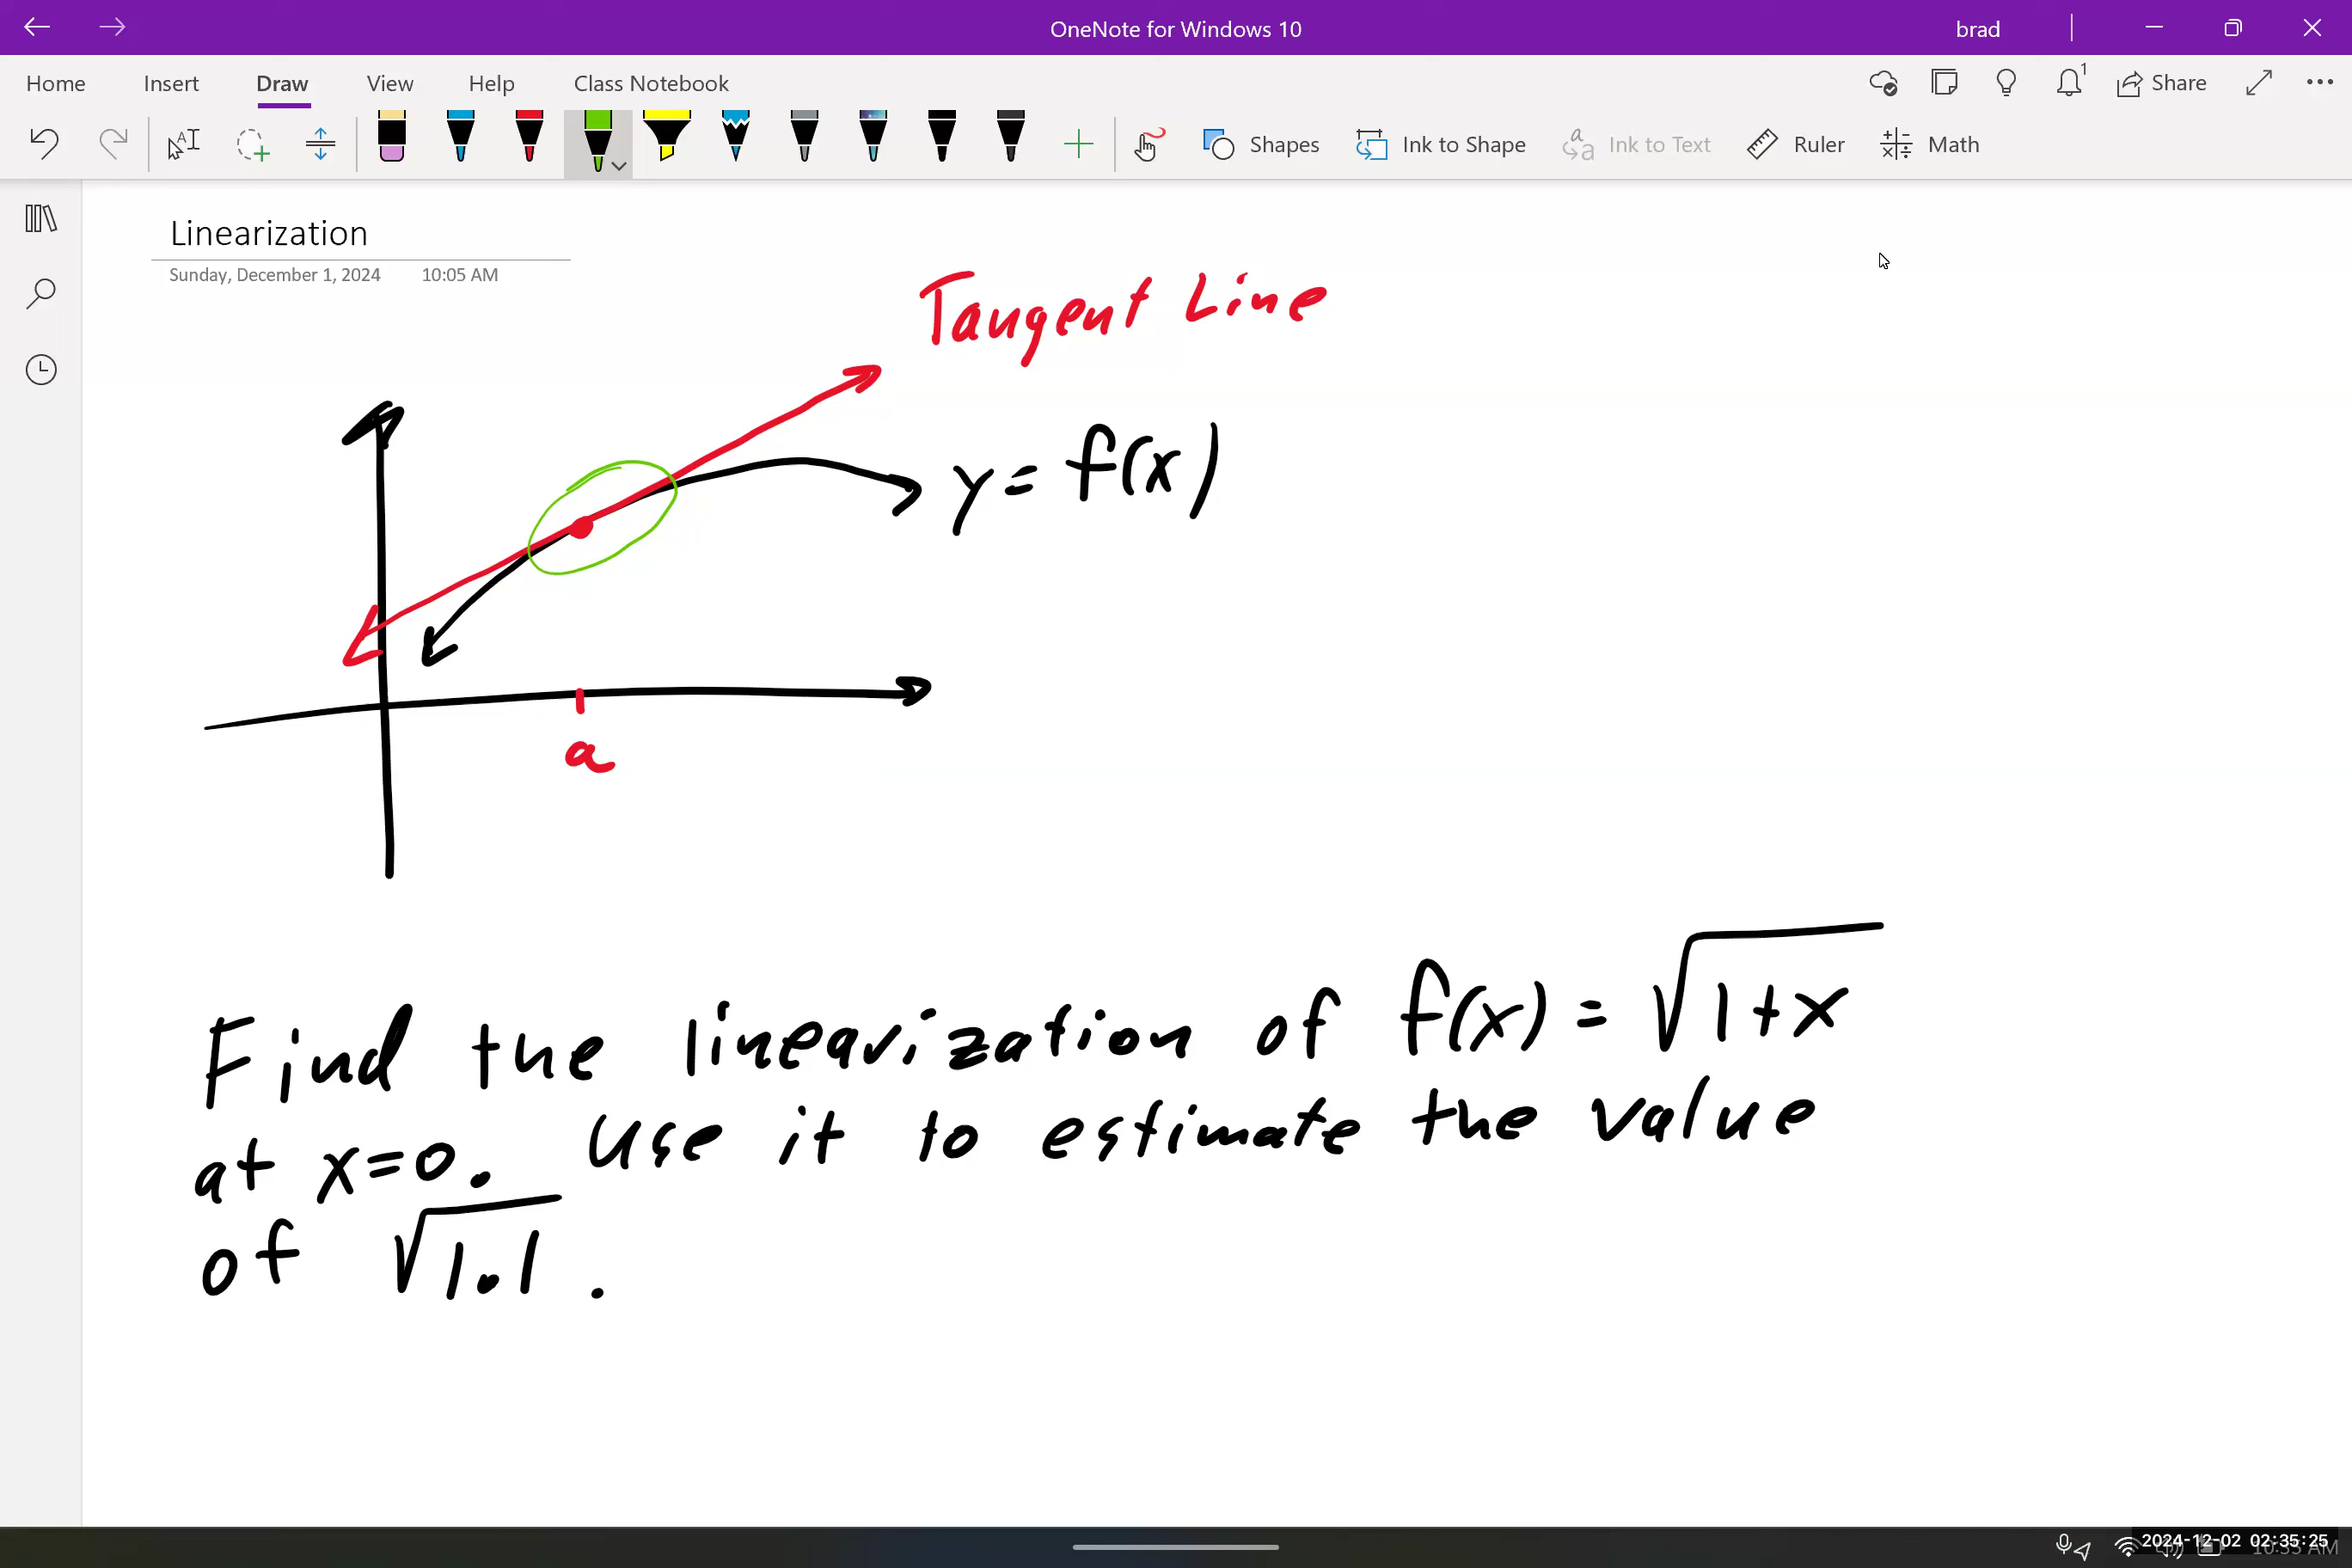 OneNote for Windows 10
brad
Home Insert Draw View Help Class Notebook
1
Share
Shapes Ink to Shape Ink to Text Ruler Math
Linearization
Sunday, December 1, 2024 10:05 AM
Tangent Line
y = f(x)
a
Find the linearization of f(x) = √1+x
at x=0. Use it to estimate the value
of √1.1 .
2024-12-02 02:35:25